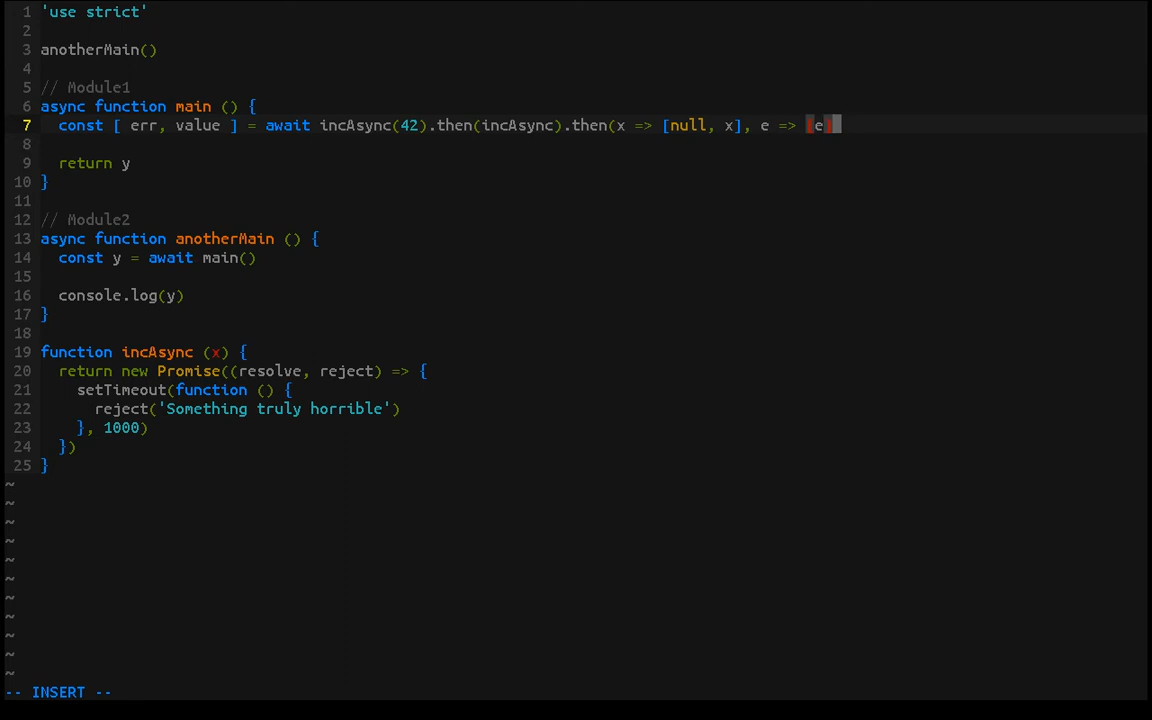 1 'use strict'
2
3 anotherMain()
4
5 // Module1
6 async function main () {
7   const [ err, value ] = await incAsync(42).then(incAsync).then(x => [null, x], e => [e]
8
9   return y
10 }
11
12 // Module2
13 async function anotherMain () {
14   const y = await main()
15
16   console.log(y)
17 }
18
19 function incAsync (x) {
20   return new Promise((resolve, reject) => {
21     setTimeout(function () {
22       reject('Something truly horrible')
23     }, 1000)
24   })
25 }
~
~
~
~
~
~
~
~
~
~
~
-- INSERT --